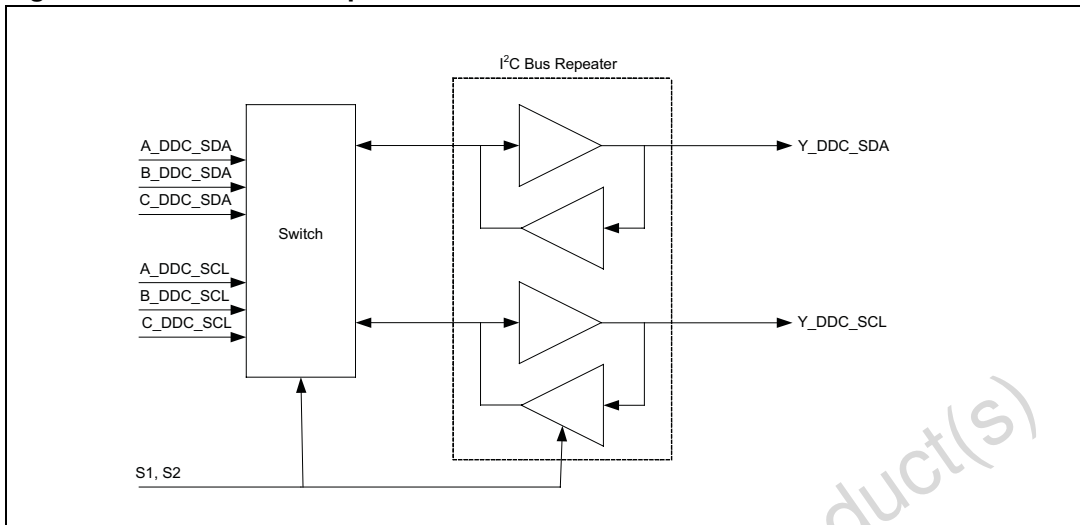 I²C Bus Repeater
A_DDC_SDA
B_DDC_SDA
C_DDC_SDA
Switch
A_DDC_SCL
B_DDC_SCL
C_DDC_SCL
Y_DDC_SDA
Y_DDC_SCL
S1, S2
duct(s)